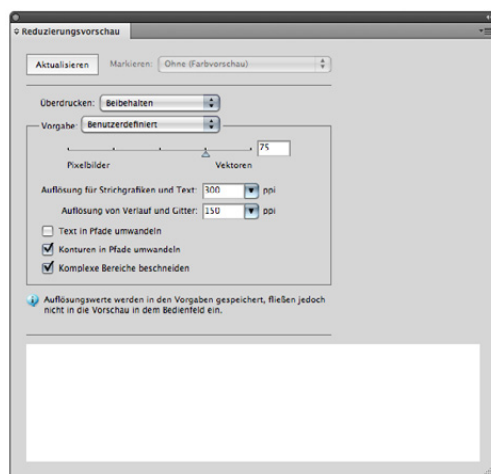 Reduzierungsvorschau
Aktualisieren Markieren: Ohne (Farbvorschau)
Überdrucken: Beibehalten
Vorgabe: Benutzerdefiniert
75
Pixelbilder Vektoren
Auflösung für Strichgrafiken und Text: 300 ppi
Auflösung von Verlauf und Gitter: 150 ppi
Text in Pfade umwandeln
Konturen in Pfade umwandeln
Komplexe Bereiche beschneiden
Auflösungswerte werden in den Vorgaben gespeichert, fließen jedoch
nicht in die Vorschau in dem Bedienfeld ein.